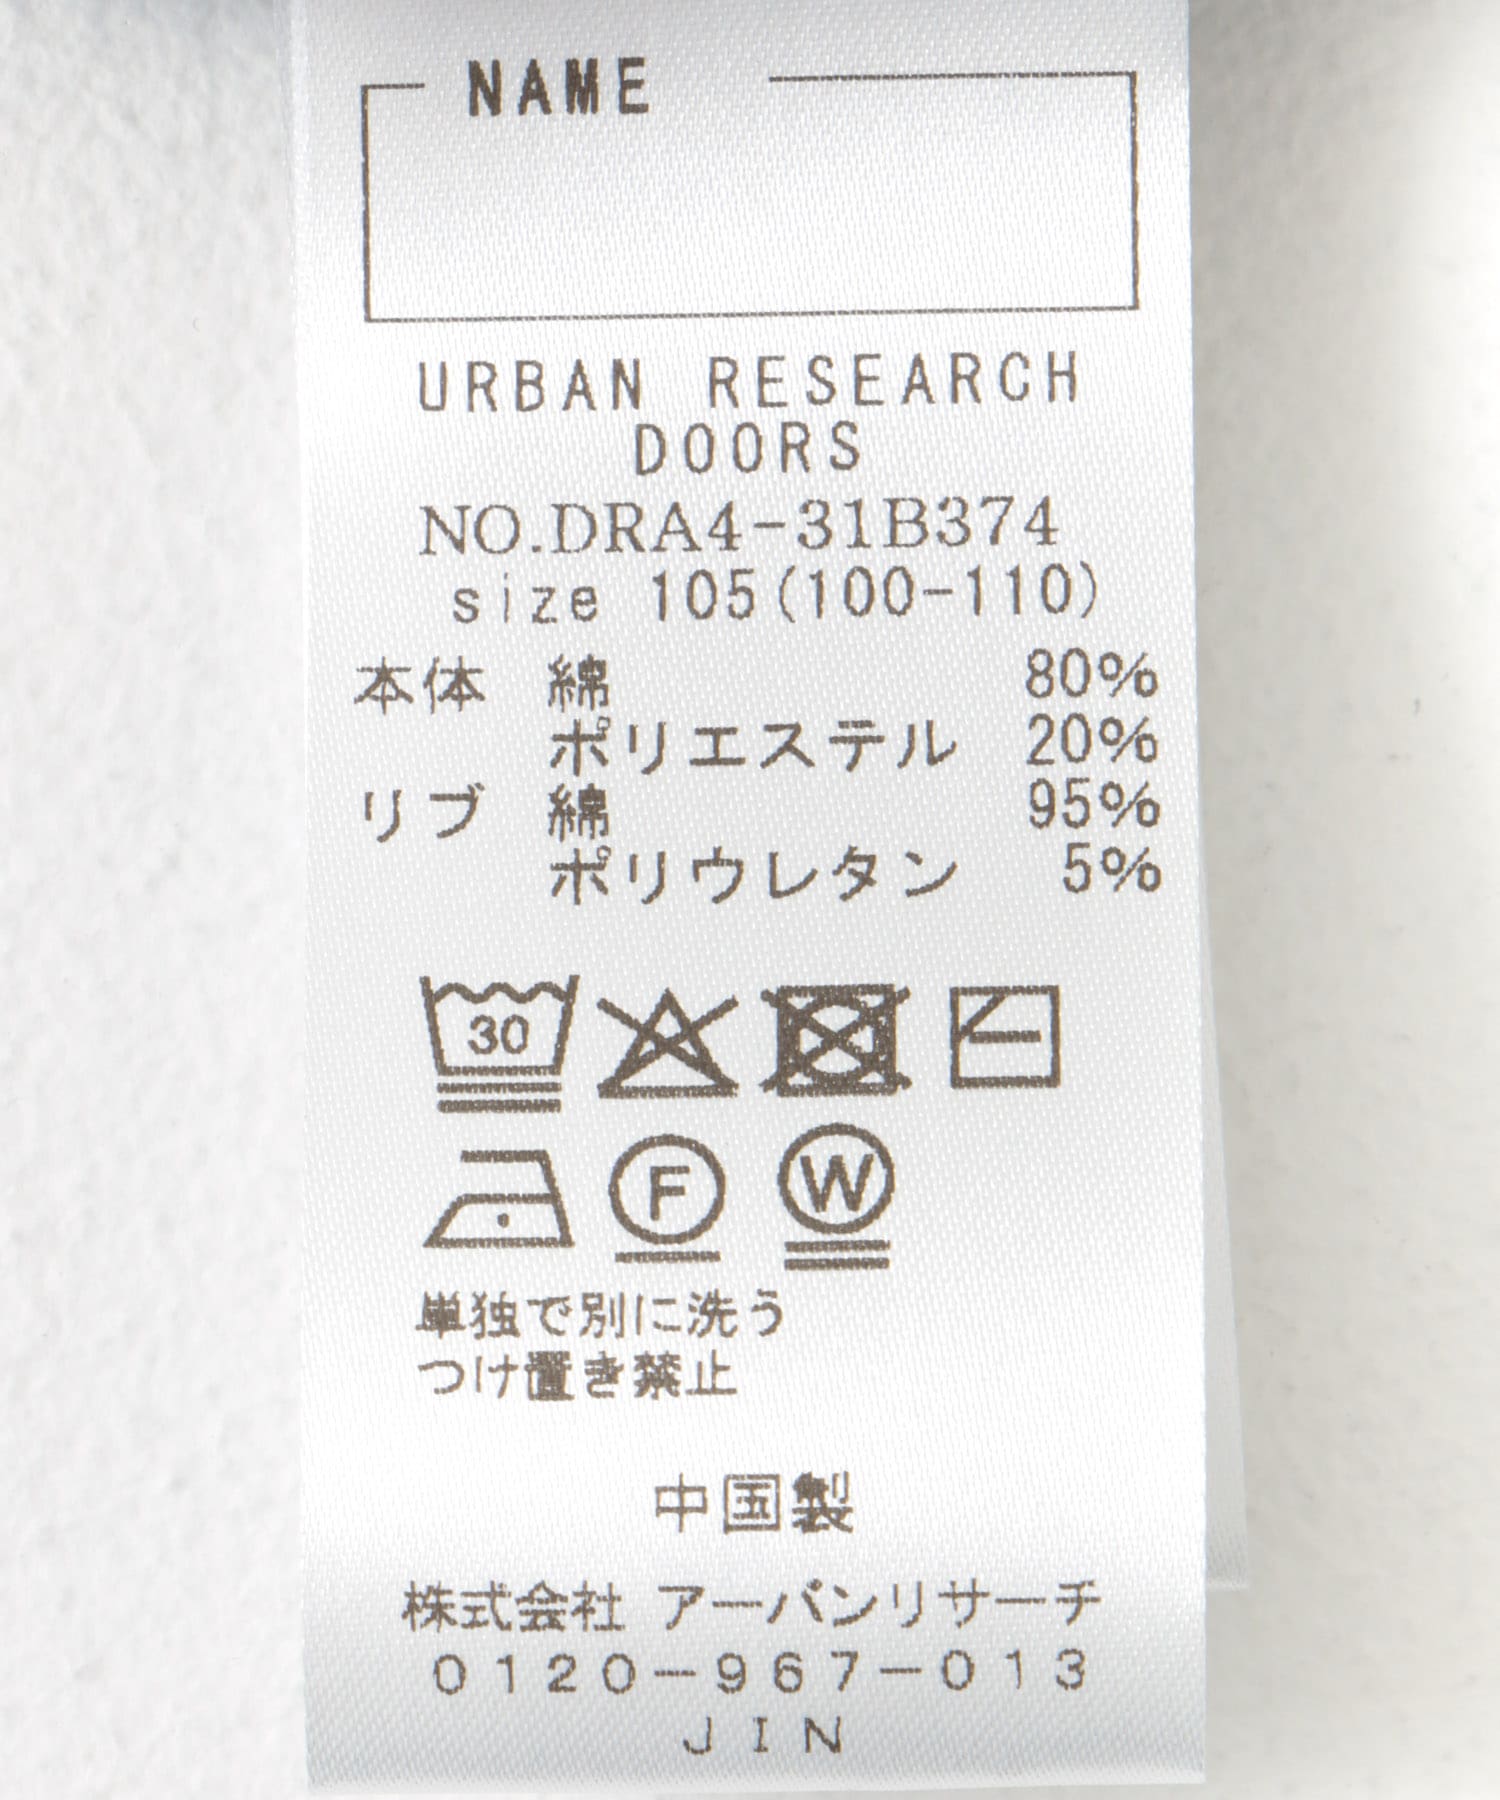 NAME
URBAN RESEARCH
DOORS
NO.DRA4-31B374
size 105(100-110)
本体 綿 80%
ポリエステル 20%
リブ 綿 95%
ポリウレタン 5%
30
F W
単独で別に洗う
つけ置き禁止
中国製
株式会社 アーバンリサーチ
0120-967-013
JIN